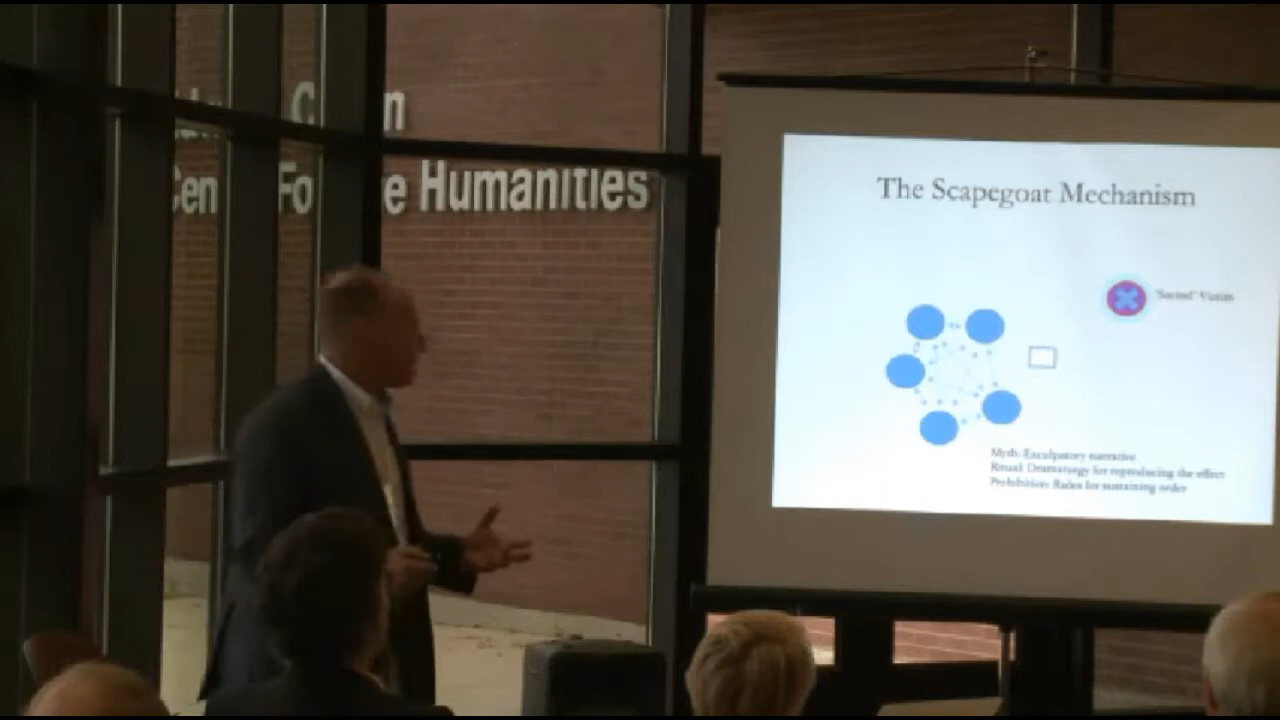 C n
Cen Fo e Humanities
The Scapegoat Mechanism
"Sacred" Victim
Myth: Exculpatory narrative
Ritual: Dramaturgy for reproducing the effect
Prohibition: Rules for sustaining order